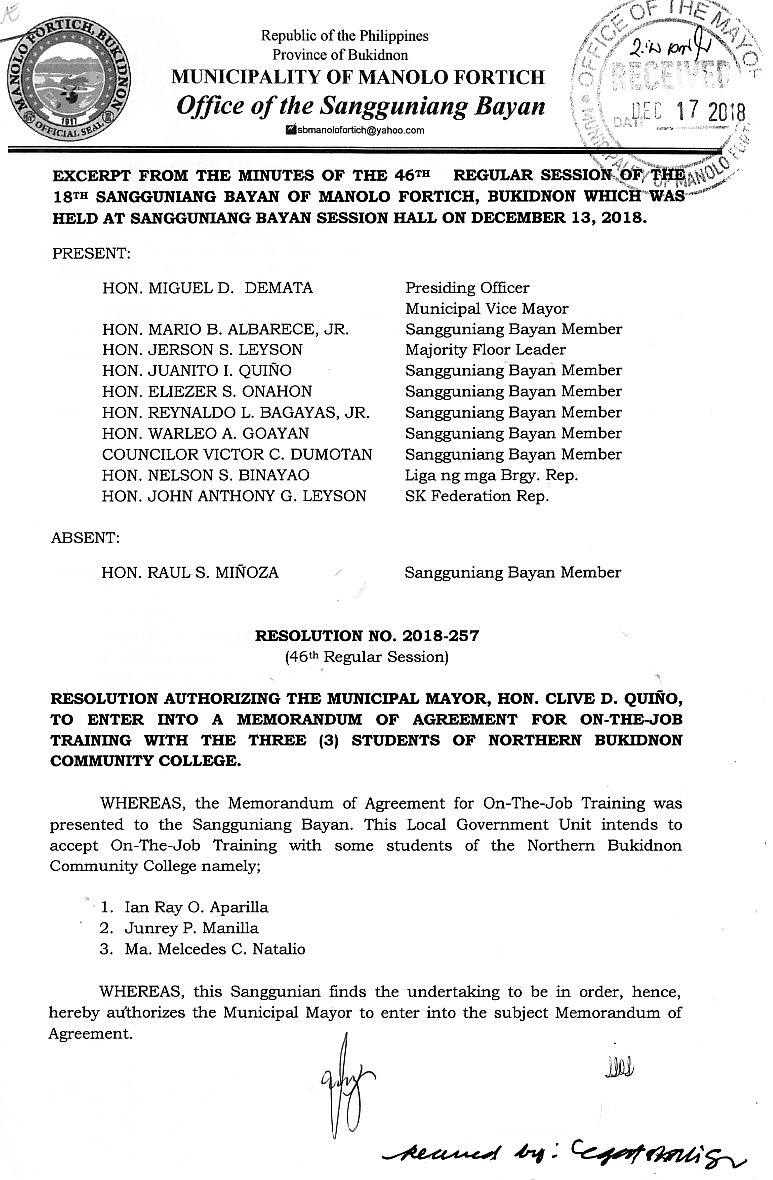 Republic of the Philippines
Province of Bukidnon
MUNICIPALITY OF MANOLO FORTICH
Office of the Sangguniang Bayan
sbmanolofortich@yahoo.com
MANOLO FORTICH, BUKIDNON
1917
OFFICIAL SEAL
OFFICE OF THE MAYOR
RECEIVED
DATE DEC 17 2018
MUNICIPALITY OF MANOLO FORT
EXCERPT FROM THE MINUTES OF THE 46TH REGULAR SESSION OF THE
18TH SANGGUNIANG BAYAN OF MANOLO FORTICH, BUKIDNON WHICH WAS
HELD AT SANGGUNIANG BAYAN SESSION HALL ON DECEMBER 13, 2018.
PRESENT:
HON. MIGUEL D. DEMATA Presiding Officer
Municipal Vice Mayor
HON. MARIO B. ALBARECE, JR. Sangguniang Bayan Member
HON. JERSON S. LEYSON Majority Floor Leader
HON. JUANITO I. QUIÑO Sangguniang Bayan Member
HON. ELIEZER S. ONAHON Sangguniang Bayan Member
HON. REYNALDO L. BAGAYAS, JR. Sangguniang Bayan Member
HON. WARLEO A. GOAYAN Sangguniang Bayan Member
COUNCILOR VICTOR C. DUMOTAN Sangguniang Bayan Member
HON. NELSON S. BINAYAO Liga ng mga Brgy. Rep.
HON. JOHN ANTHONY G. LEYSON SK Federation Rep.
ABSENT:
HON. RAUL S. MIÑOZA Sangguniang Bayan Member
RESOLUTION NO. 2018-257
(46th Regular Session)
RESOLUTION AUTHORIZING THE MUNICIPAL MAYOR, HON. CLIVE D. QUIÑO,
TO ENTER INTO A MEMORANDUM OF AGREEMENT FOR ON-THE-JOB
TRAINING WITH THE THREE (3) STUDENTS OF NORTHERN BUKIDNON
COMMUNITY COLLEGE.
WHEREAS, the Memorandum of Agreement for On-The-Job Training was
presented to the Sangguniang Bayan. This Local Government Unit intends to
accept On-The-Job Training with some students of the Northern Bukidnon
Community College namely;
1. Ian Ray O. Aparilla
2. Junrey P. Manilla
3. Ma. Melcedes C. Natalio
WHEREAS, this Sanggunian finds the undertaking to be in order, hence,
hereby authorizes the Municipal Mayor to enter into the subject Memorandum of
Agreement.
received by: